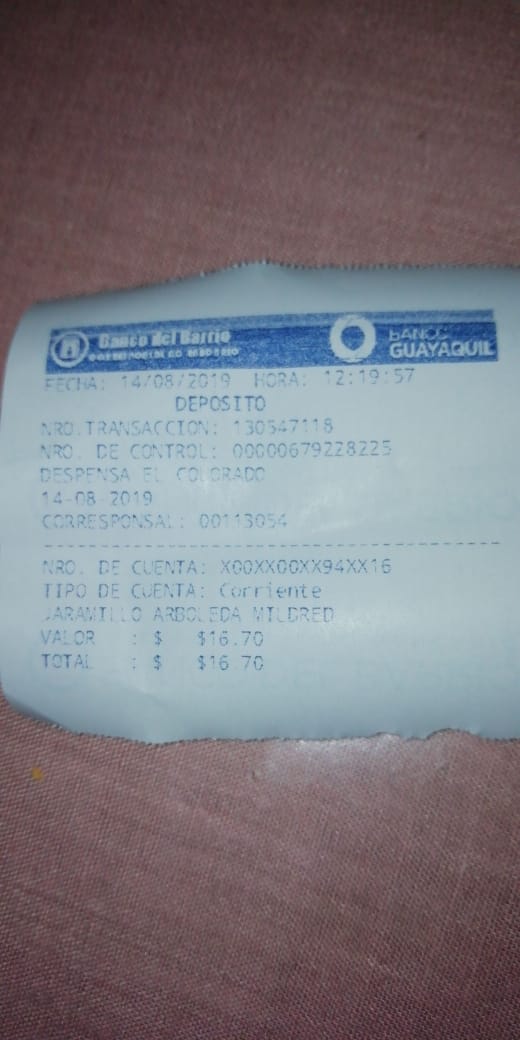 Banco del Barrio
BANCO
GUAYAQUIL
FECHA: 14/08/2019 HORA: 12:19:57
DEPOSITO
NRO.TRANSACCION: 130547118
NRO. DE CONTROL: 00000679228225
DESPENSA EL COLORADO
14-08-2019
CORRESPONSAL: 00113054
NRO. DE CUENTA: X00XX00XX94XX16
TIPO DE CUENTA: Corriente
JARAMILLO ARBOLEDA MILDRED
VALOR : $ $16.70
TOTAL : $ $16.70